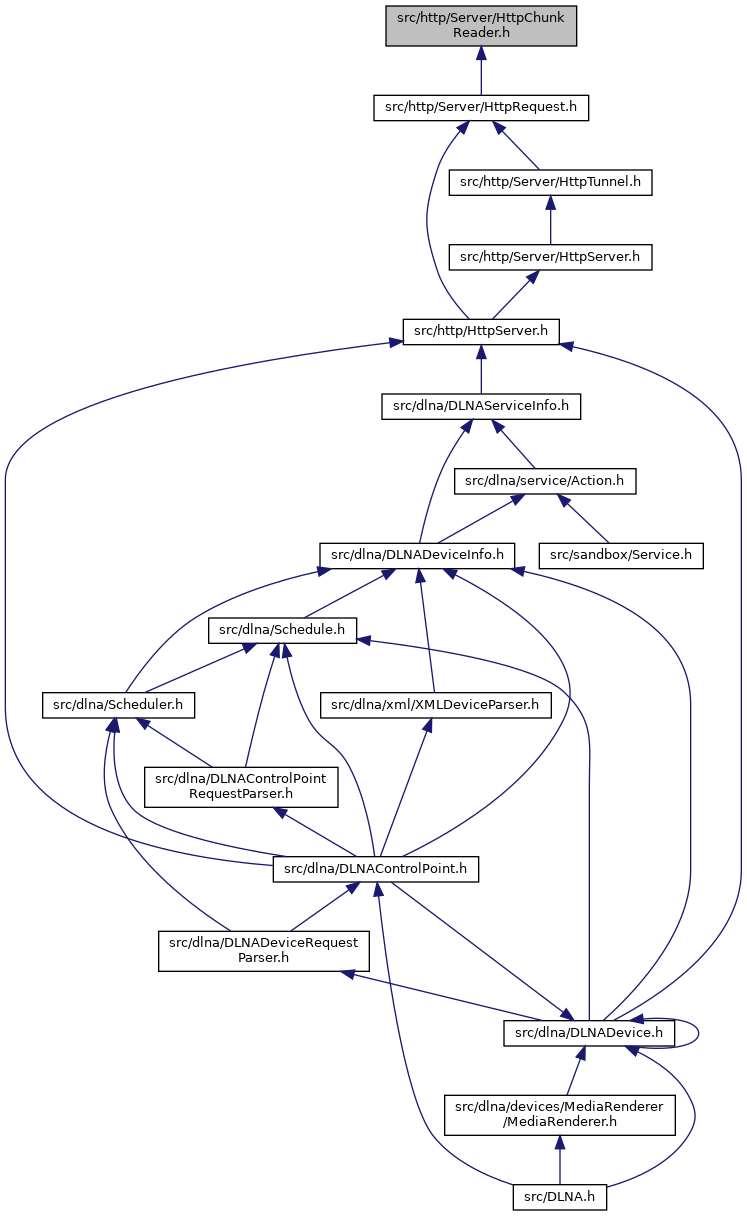 src/http/Server/HttpChunk
Reader.h
src/http/Server/HttpRequest.h
src/http/Server/HttpTunnel.h
src/http/Server/HttpServer.h
src/http/HttpServer.h
src/dlna/DLNAServiceInfo.h
src/dlna/service/Action.h
src/dlna/DLNADeviceInfo.h
src/sandbox/Service.h
src/dlna/Schedule.h
src/dlna/Scheduler.h
src/dlna/xml/XMLDeviceParser.h
src/dlna/DLNAControlPoint
RequestParser.h
src/dlna/DLNAControlPoint.h
src/dlna/DLNADeviceRequest
Parser.h
src/dlna/DLNADevice.h
src/dlna/devices/MediaRenderer
/MediaRenderer.h
src/DLNA.h